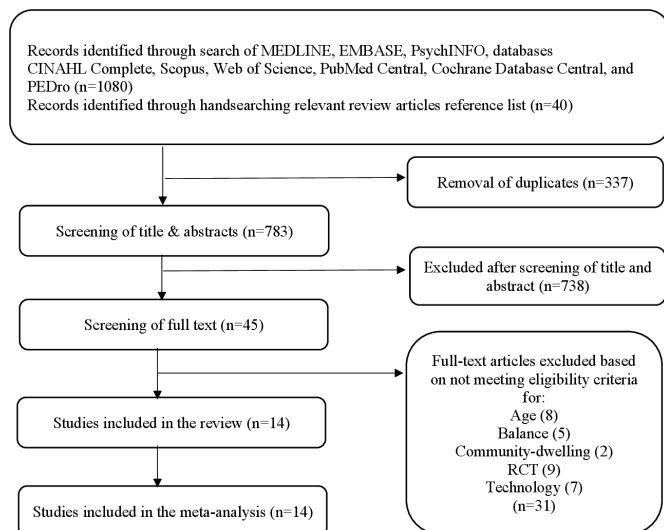 Records identified through search of MEDLINE, EMBASE, PsychINFO, databases
CINAHL Complete, Scopus, Web of Science, PubMed Central, Cochrane Database Central, and
PEDro (n=1080)
Records identified through handsearching relevant review articles reference list (n=40)
Removal of duplicates (n=337)
Screening of title & abstracts (n=783)
Excluded after screening of title and
abstract (n=738)
Screening of full text (n=45)
Full-text articles excluded based
on not meeting eligibility criteria
for:
Age (8)
Balance (5)
Community-dwelling (2)
RCT (9)
Technology (7)
(n=31)
Studies included in the review (n=14)
Studies included in the meta-analysis (n=14)